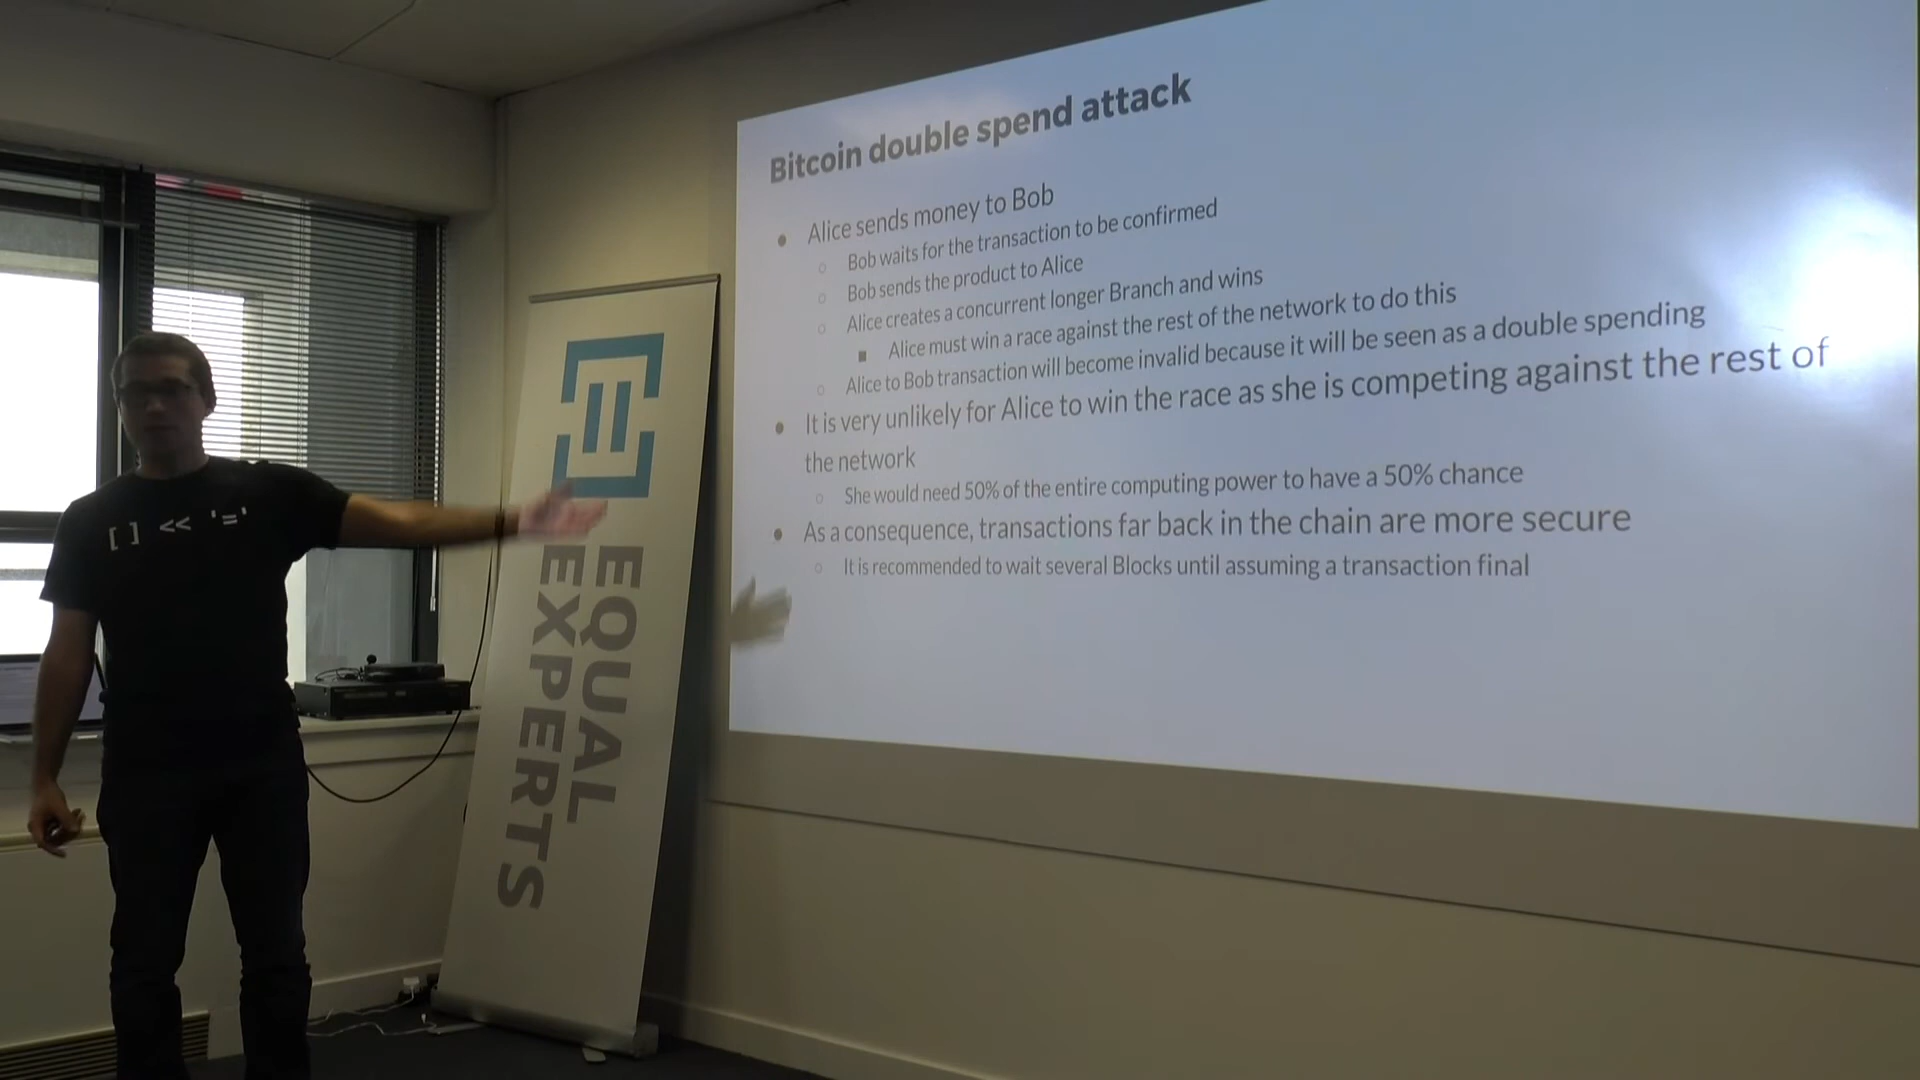 Bitcoin double spend attack
Alice sends money to Bob
Bob waits for the transaction to be confirmed
Bob sends the product to Alice
Alice creates a concurrent longer Branch and wins
Alice must win a race against the rest of the network to do this
Alice to Bob transaction will become invalid because it will be seen as a double spending
It is very unlikely for Alice to win the race as she is competing against the rest of
the network
She would need 50% of the entire computing power to have a 50% chance
As a consequence, transactions far back in the chain are more secure
It is recommended to wait several Blocks until assuming a transaction final
[ ] << '='
EQUAL
EXPERTS